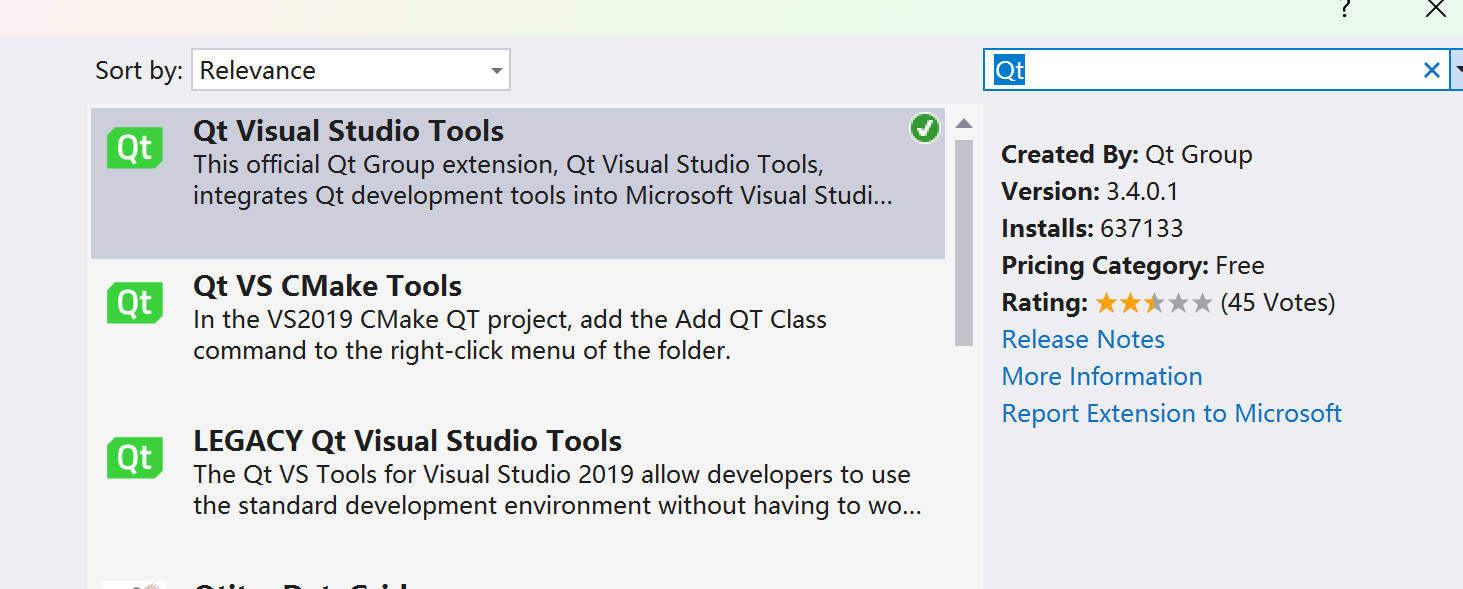 ?
Sort by: Relevance
Qt
Qt Visual Studio Tools
This official Qt Group extension, Qt Visual Studio Tools,
integrates Qt development tools into Microsoft Visual Studi...
Qt
Qt VS CMake Tools
In the VS2019 CMake QT project, add the Add QT Class
command to the right-click menu of the folder.
Qt
LEGACY Qt Visual Studio Tools
The Qt VS Tools for Visual Studio 2019 allow developers to use
the standard development environment without having to wo...
Qt
Created By: Qt Group
Version: 3.4.0.1
Installs: 637133
Pricing Category: Free
Rating: (45 Votes)
Release Notes
More Information
Report Extension to Microsoft